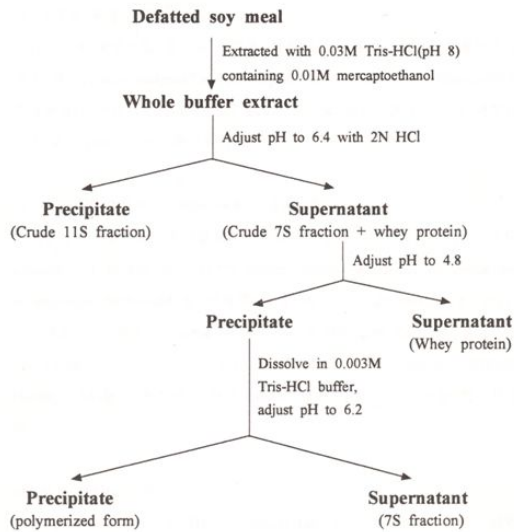 Defatted soy meal
Extracted with 0.03M Tris-HCl(pH 8)
containing 0.01M mercaptoethanol
Whole buffer extract
Adjust pH to 6.4 with 2N HCl
Precipitate
(Crude 11S fraction)
Supernatant
(Crude 7S fraction + whey protein)
Adjust pH to 4.8
Precipitate
Supernatant
(Whey protein)
Dissolve in 0.003M
Tris-HCl buffer,
adjust pH to 6.2
Precipitate
(polymerized form)
Supernatant
(7S fraction)